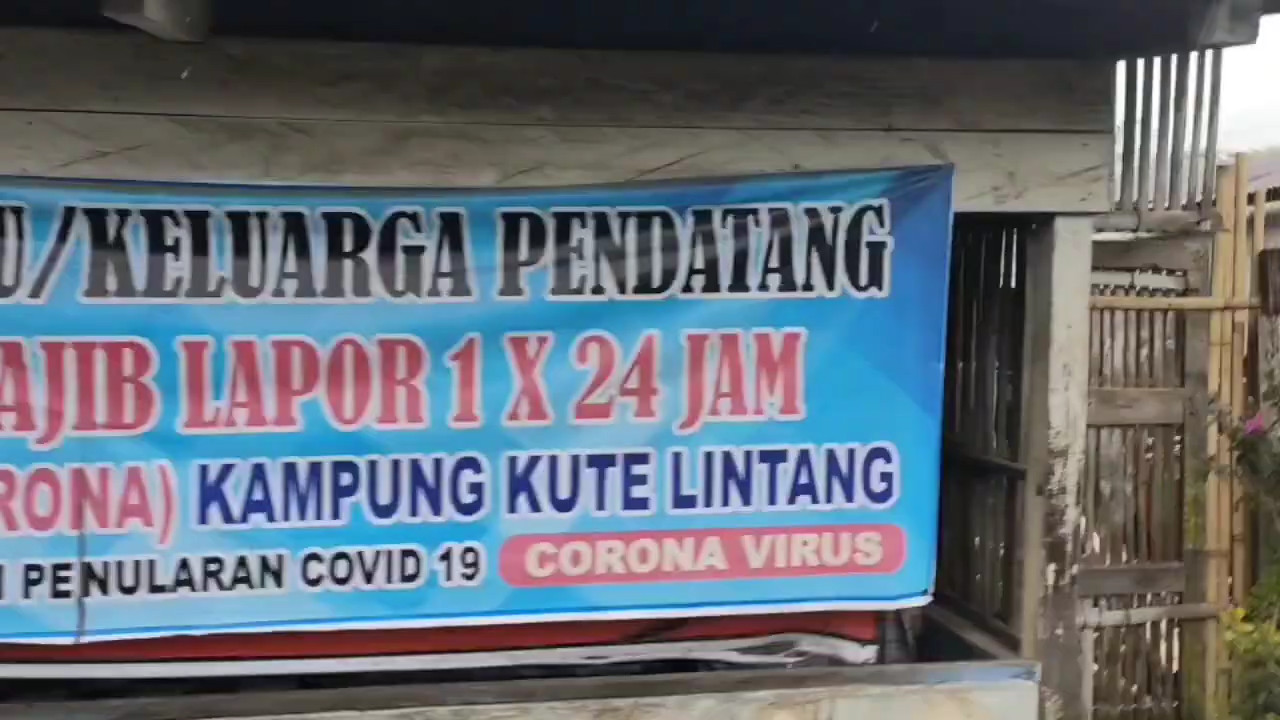 U/KELUARGA PENDATANG
AJIB LAPOR 1 X 24 JAM
RONA) KAMPUNG KUTE LINTANG
PENULARAN COVID 19 CORONA VIRUS